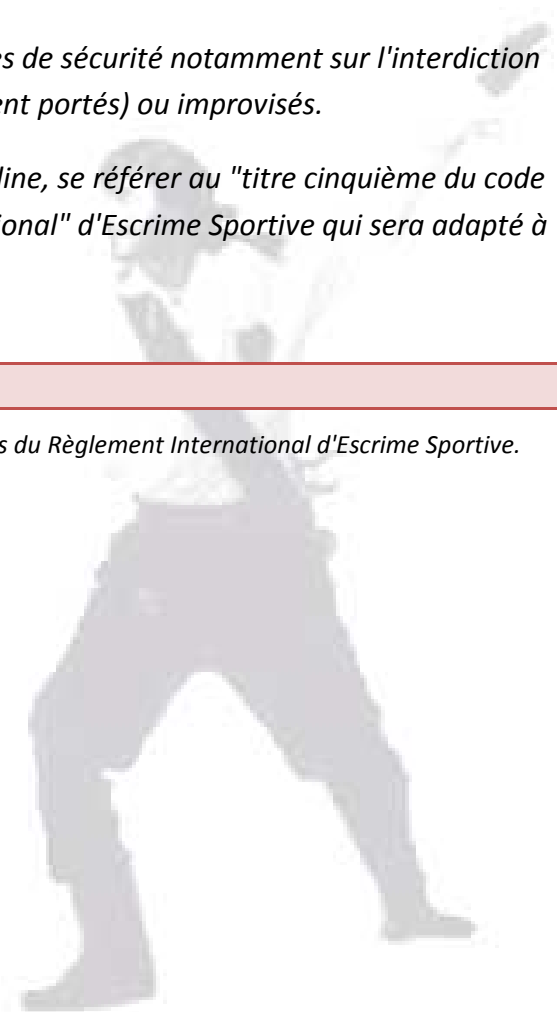 es de sécurité notamment sur l'interdiction
ent portés) ou improvisés.
line, se référer au "titre cinquième du code
ional" d'Escrime Sportive qui sera adapté à
s du Règlement International d'Escrime Sportive.